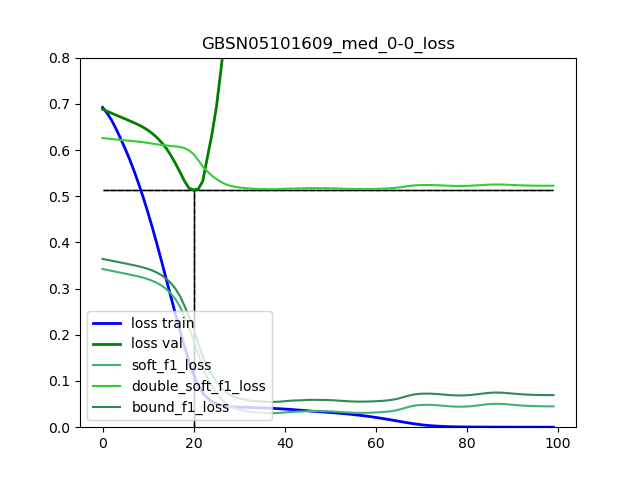 GBSN05101609_med_0-0_loss
0.8
0.7
0.6
0.5
0.4
0.3
0.2
0.1
0.0
loss train
loss val
soft_f1_loss
double_soft_f1_loss
bound_f1_loss
0 20 40 60 80 100